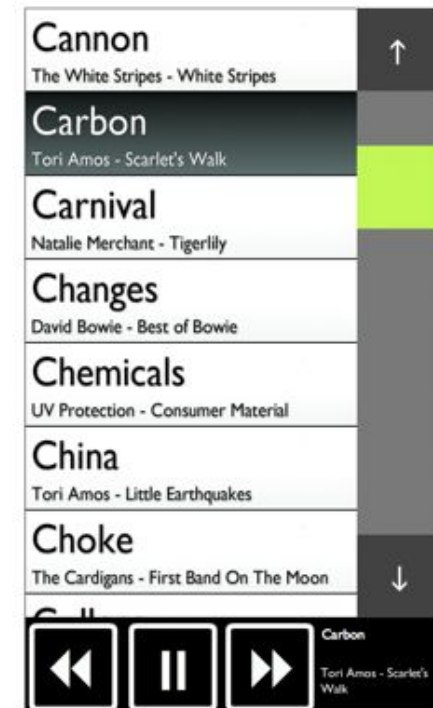 Cannon
The White Stripes - White Stripes
Carbon
Tori Amos - Scarlet's Walk
Carnival
Natalie Merchant - Tigerlily
Changes
David Bowie - Best of Bowie
Chemicals
UV Protection - Consumer Material
China
Tori Amos - Little Earthquakes
Choke
The Cardigans - First Band On The Moon
Carbon
Tori Amos - Scarlet's
Walk